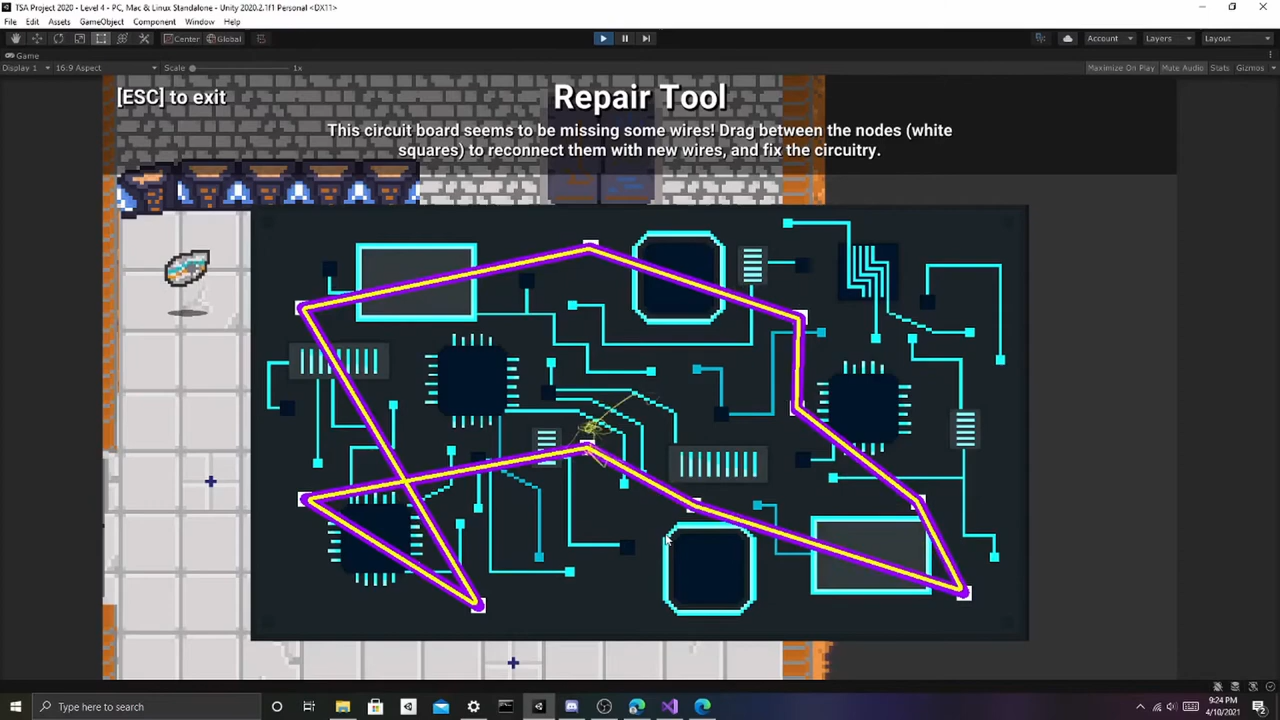 TSA Project 2020 - Level 4 - PC, Mac & Linux Standalone - Unity 2020.2.1f1 Personal <DX11>
File Edit Assets GameObject Component Window Help
Center Global Account Layers Layout
Game
Display 1 16:9 Aspect Scale 1x Maximize On Play Mute Audio Stats Gizmos
[ESC] to exit
Repair Tool
This circuit board seems to be missing some wires! Drag between the nodes (white
squares) to reconnect them with new wires, and fix the circuitry.
Type here to search
9:24 PM
4/10/2021
2